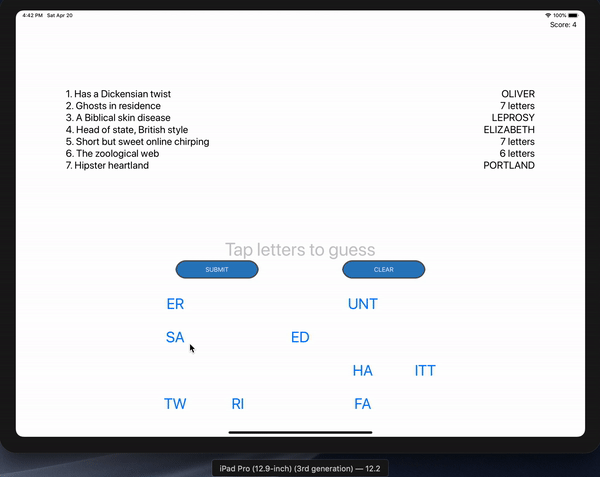 4:42 PM Sat Apr 20
100%
Score: 4
1. Has a Dickensian twist OLIVER
2. Ghosts in residence 7 letters
3. A Biblical skin disease LEPROSY
4. Head of state, British style ELIZABETH
5. Short but sweet online chirping 7 letters
6. The zoological web 6 letters
7. Hipster heartland PORTLAND
Tap letters to guess
SUBMIT CLEAR
ER UNT
SA ED
HA ITT
TW RI FA
iPad Pro (12.9-inch) (3rd generation) — 12.2